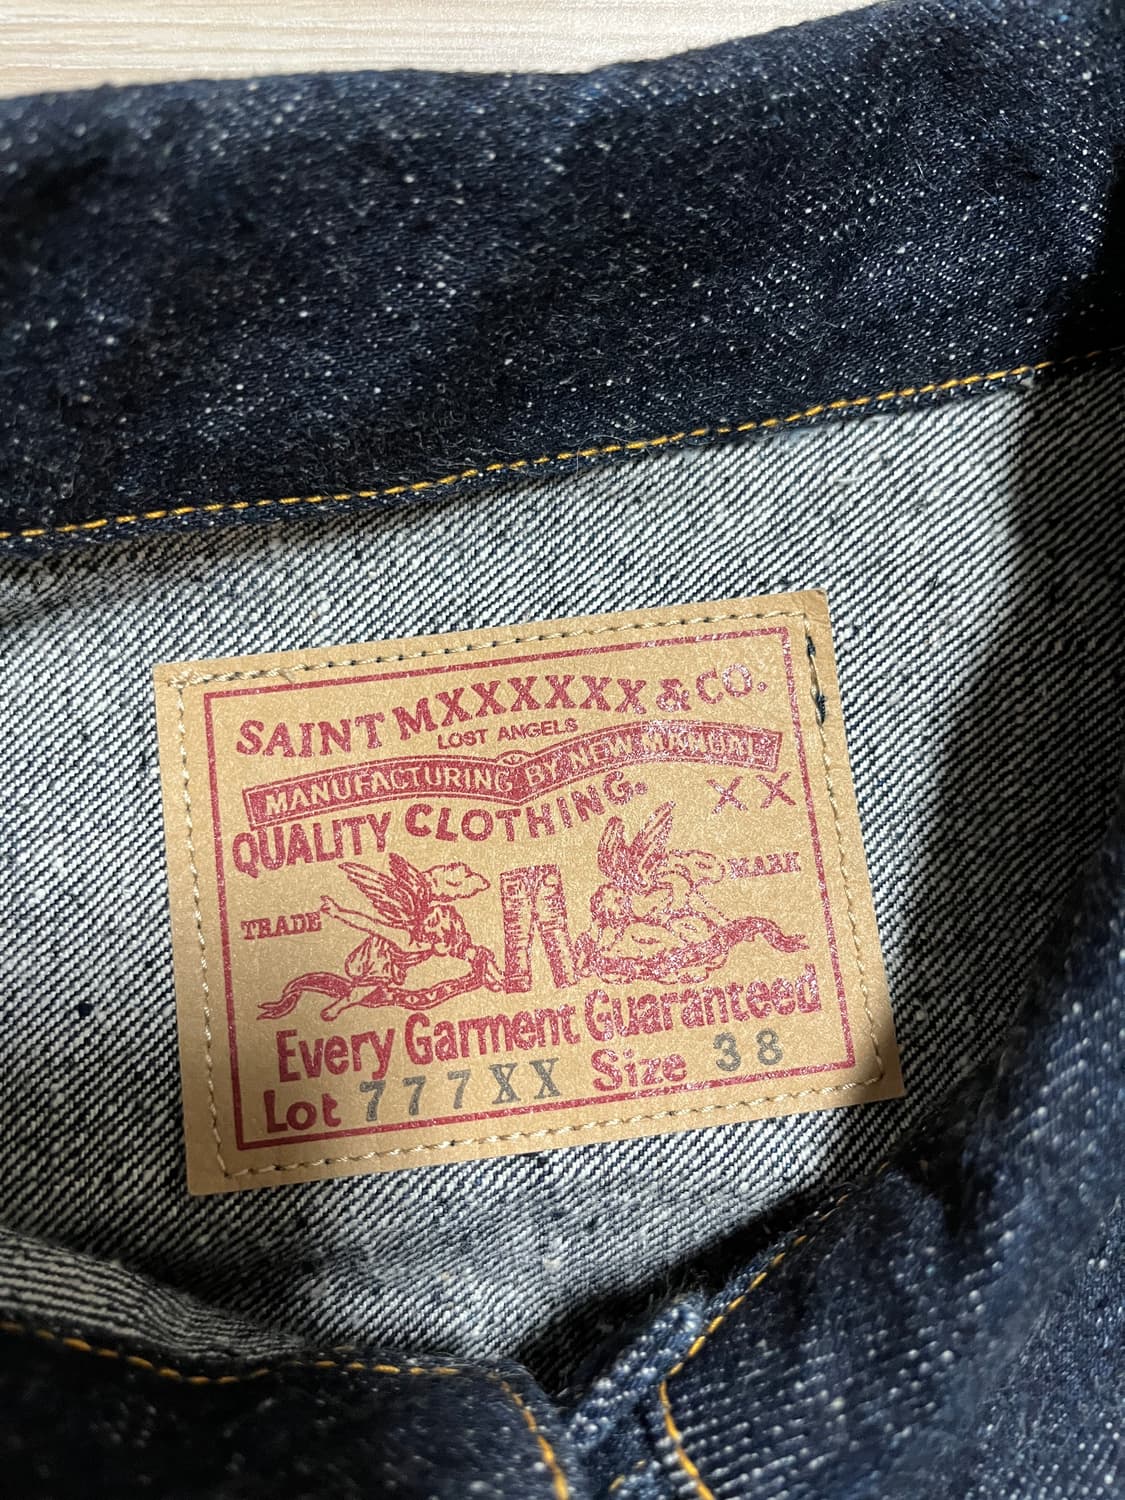 SAINT MXXXXXX & CO.
LOST ANGELS
MANUFACTURING BY NEW MANUAL
QUALITY CLOTHING.
XX
TRADE MARK
Every Garment Guaranteed
Lot 777XX Size 38